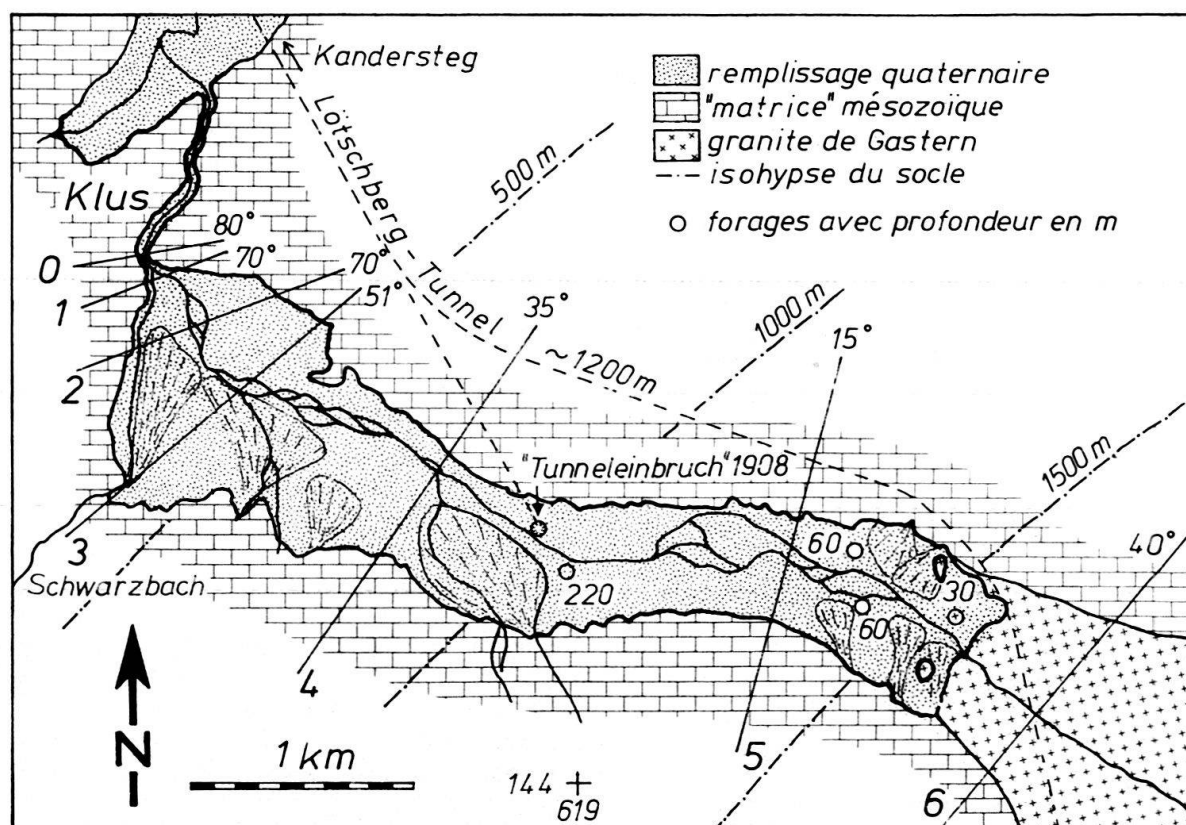 Kandersteg
remplissage quaternaire
"matrice" mésozoïque
granite de Gastern
isohypse du socle
forages avec profondeur en m
Lötschberg - Tunnel
~1200m
500 m
1000 m
1500 m
Klus
80°
70°
70°
51°
35°
15°
40°
0
1
2
3
4
5
6
"Tunneleinbruch" 1908
220
60
60
30
Schwarzbach
N
1 km
144
619